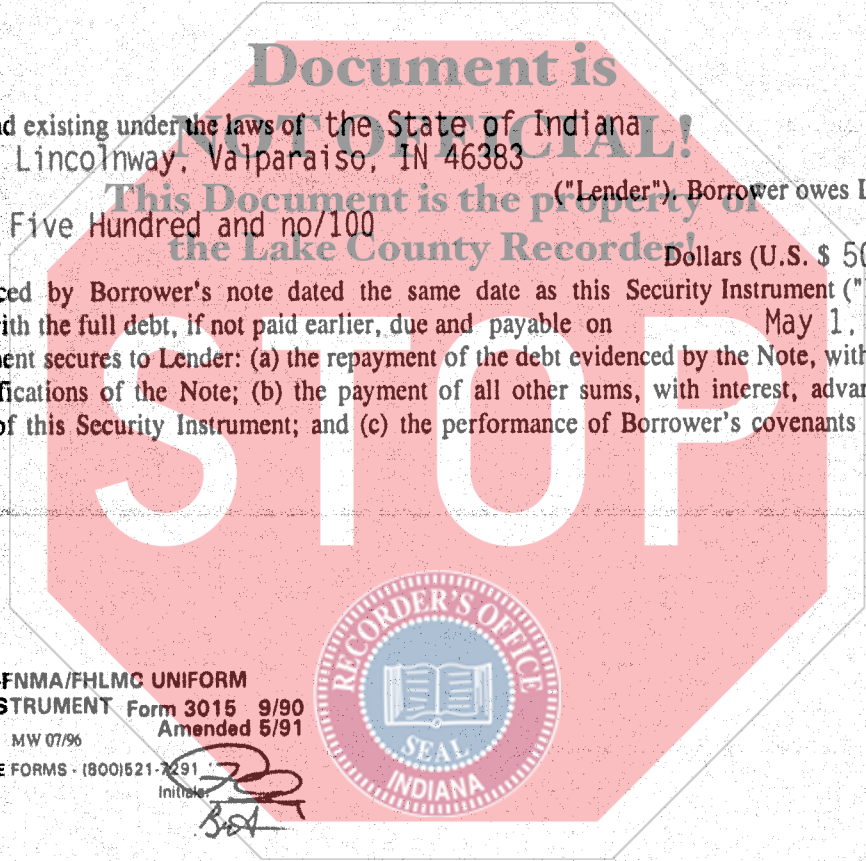 Document is
d existing under the laws of the State of Indiana
NOT OFFICIAL!
Lincolnway, Valparaiso, IN 46383
("Lender"). Borrower owes L
This Document is the property of
Five Hundred and no/100
the Lake County Recorder!
Dollars (U.S. $ 50
ced by Borrower's note dated the same date as this Security Instrument ("
ith the full debt, if not paid earlier, due and payable on May 1,
ent secures to Lender: (a) the repayment of the debt evidenced by the Note, with
fications of the Note; (b) the payment of all other sums, with interest, advan
of this Security Instrument; and (c) the performance of Borrower's covenants
STOP
RECORDER'S OFFICE
SEAL
INDIANA
FNMA/FHLMC UNIFORM
STRUMENT Form 3015 9/90
Amended 5/91
MW 07/96
E FORMS - (800)521-7291
Initials: